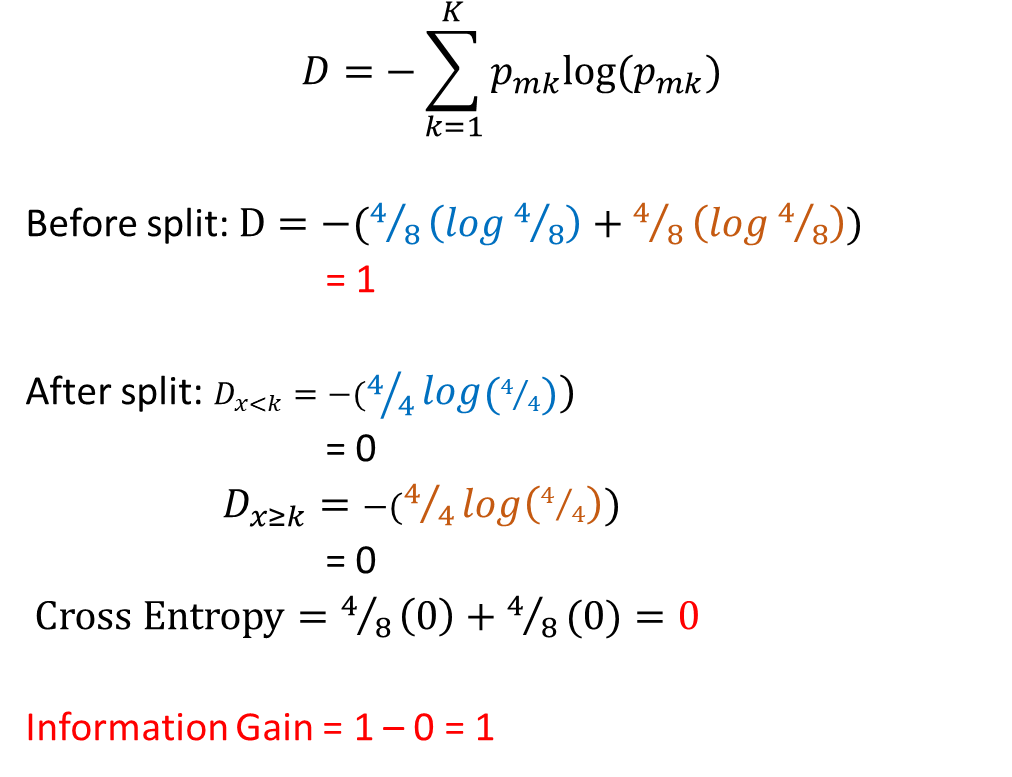 D = − ∑_{k=1}^{K} p_{mk} log(p_{mk})
Before split: D = −(4/8 (log 4/8) + 4/8 (log 4/8))
= 1
After split: D_{x<k} = −(4/4 log(4/4))
= 0
D_{x≥k} = −(4/4 log(4/4))
= 0
Cross Entropy = 4/8 (0) + 4/8 (0) = 0
Information Gain = 1 – 0 = 1